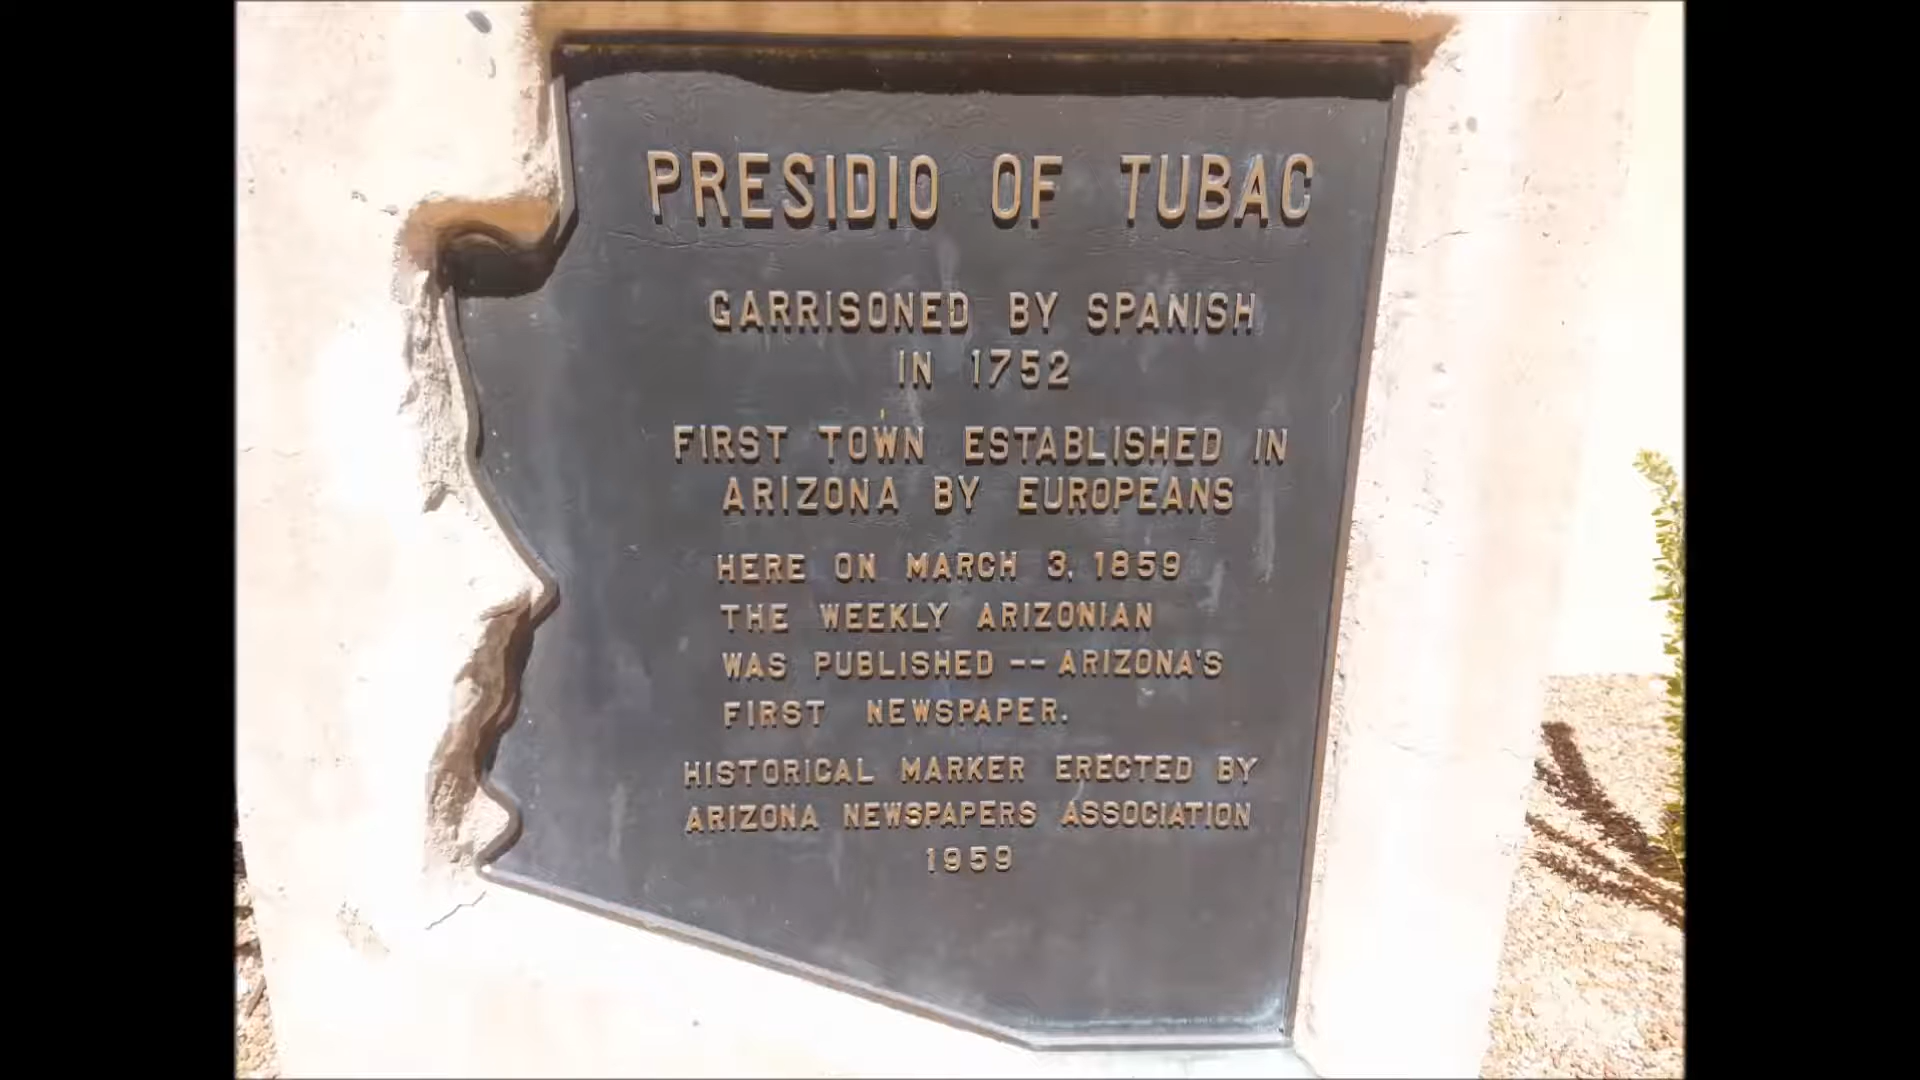 PRESIDIO OF TUBAC
GARRISONED BY SPANISH
IN 1752
FIRST TOWN ESTABLISHED IN
ARIZONA BY EUROPEANS
HERE ON MARCH 3, 1859
THE WEEKLY ARIZONIAN
WAS PUBLISHED -- ARIZONA'S
FIRST NEWSPAPER.
HISTORICAL MARKER ERECTED BY
ARIZONA NEWSPAPERS ASSOCIATION
1959